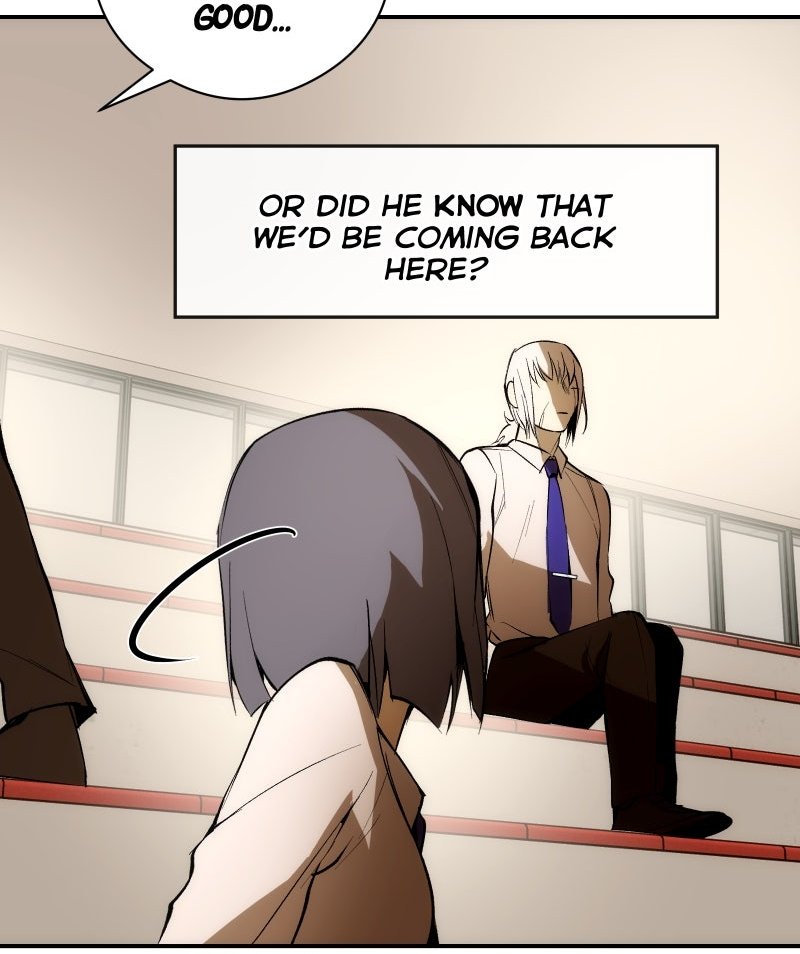 GOOD...
OR DID HE KNOW THAT
WE'D BE COMING BACK
HERE?